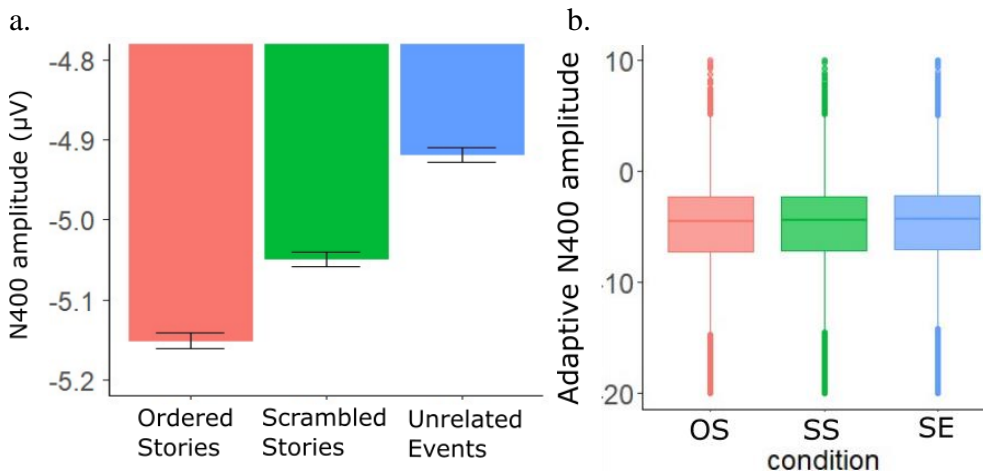 a.
N400 amplitude (µV)
-4.8
-4.9
-5.0
-5.1
-5.2
Ordered
Stories
Scrambled
Stories
Unrelated
Events
b.
Adaptive N400 amplitude
10
0
-10
-20
OS
SS
SE
condition